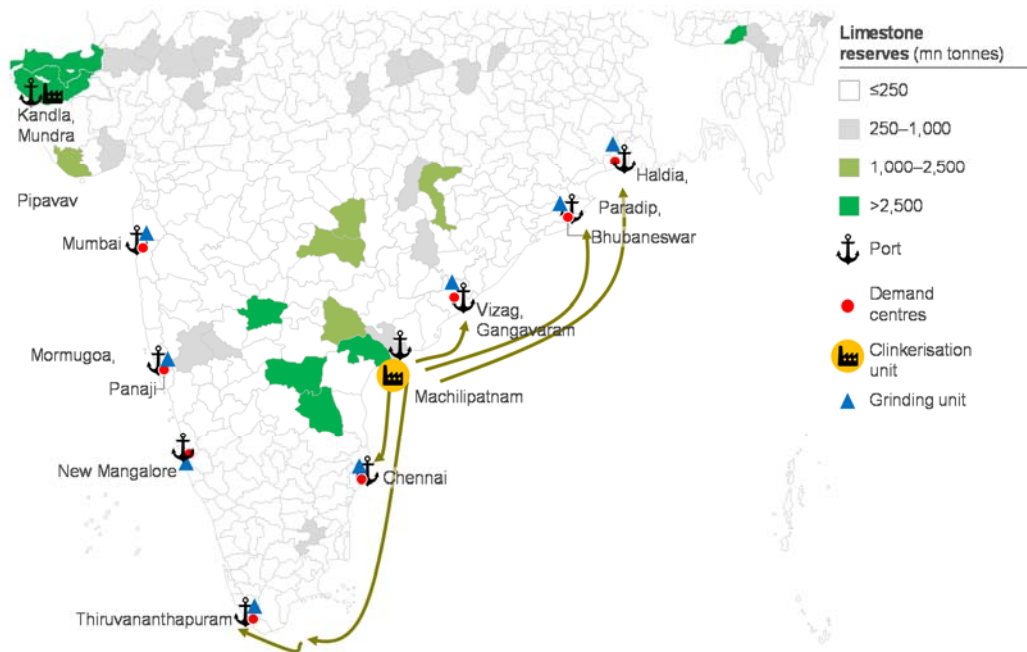 Limestone
reserves (mn tonnes)
≤250
250–1,000
1,000–2,500
>2,500
Port
Demand
centres
Clinkerisation
unit
Grinding unit
Kandla,
Mundra
Pipavav
Mumbai
Mormugoa,
Panaji
New Mangalore
Thiruvananthapuram
Chennai
Machilipatnam
Vizag,
Gangavaram
Paradip,
Bhubaneswar
Haldia,